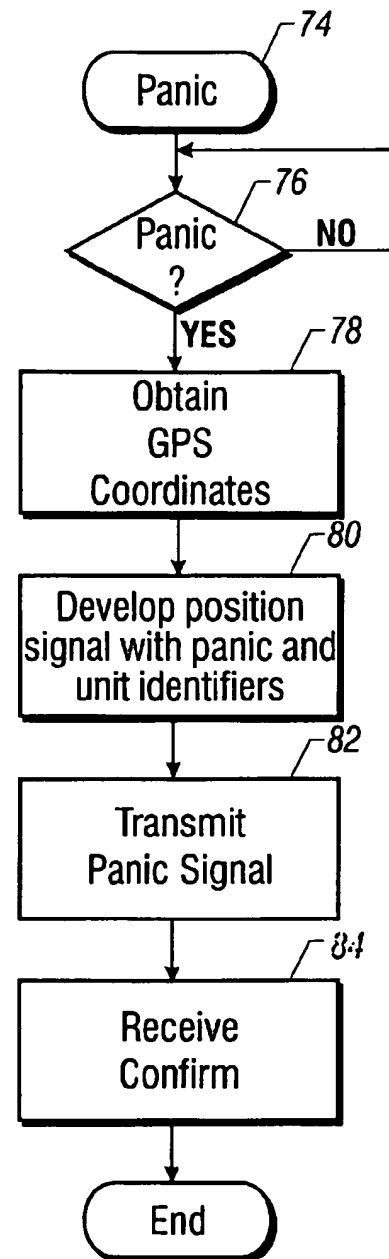 74
Panic
76
Panic
?
NO
YES
78
Obtain
GPS
Coordinates
80
Develop position
signal with panic and
unit identifiers
82
Transmit
Panic Signal
84
Receive
Confirm
End